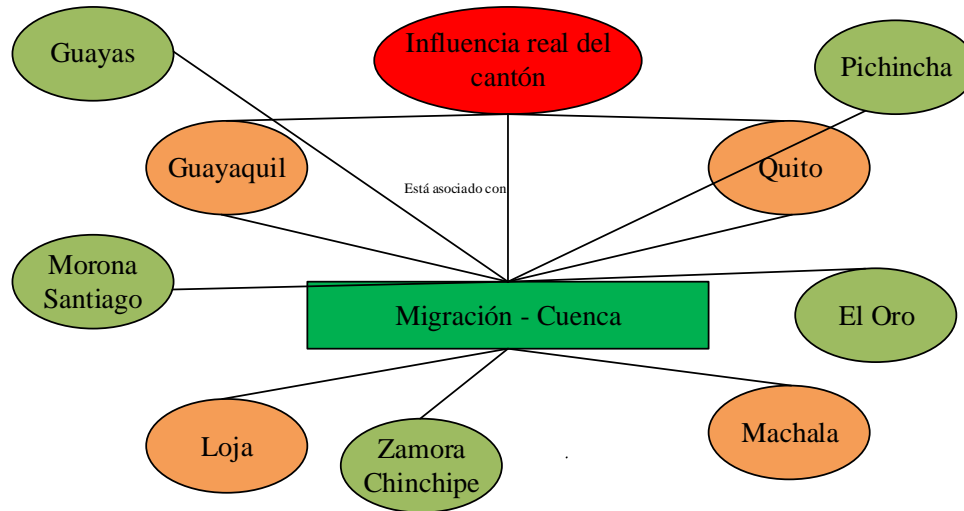 Guayas
Influencia real del
cantón
Pichincha
Guayaquil
Está asociado con
Quito
Morona
Santiago
Migración - Cuenca
El Oro
Loja
Zamora
Chinchipe
.
Machala